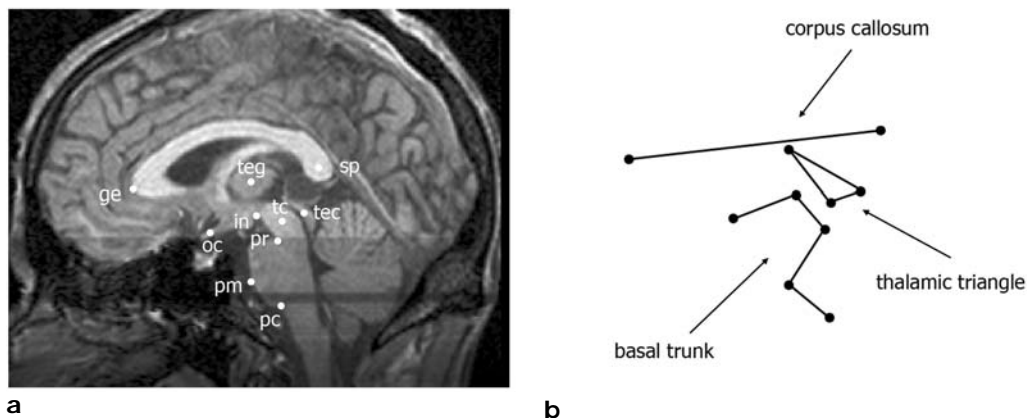 corpus callosum
teg
sp
ge
in
tc
tec
oc
pr
pm
pc
thalamic triangle
basal trunk
a
b